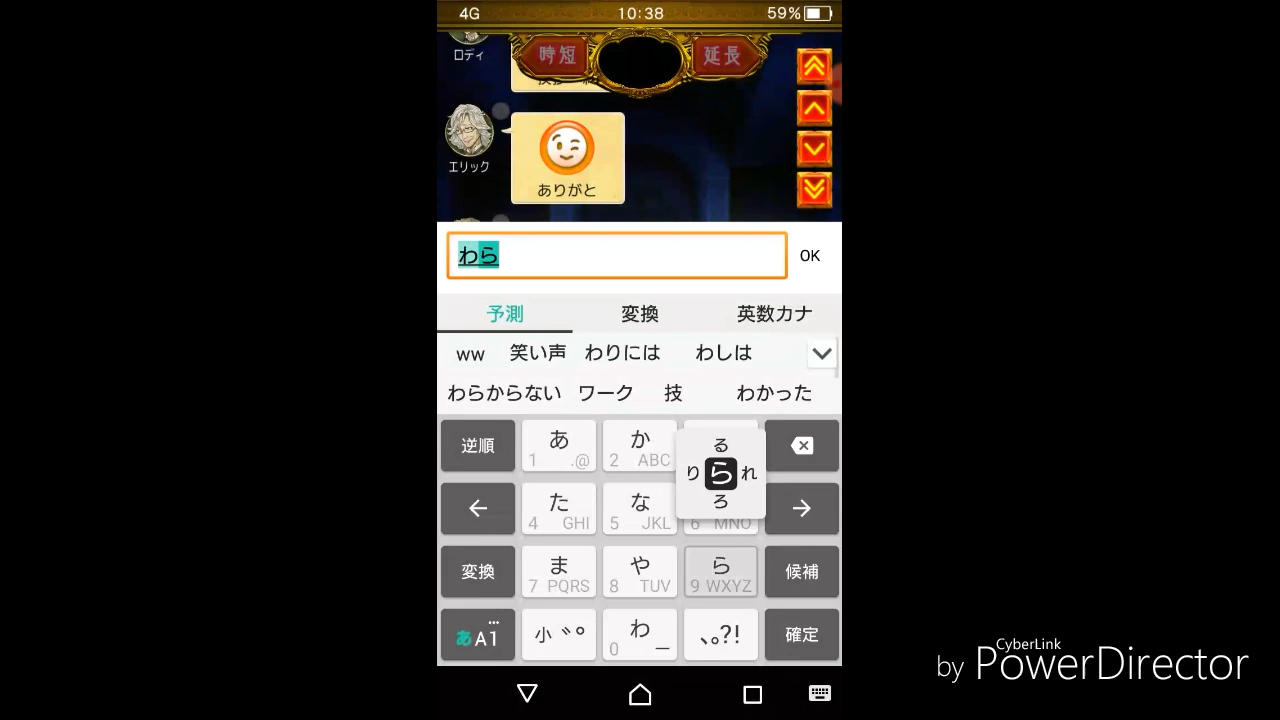 4G 10:38 59%
ロディ 時短 延長
エリック
ありがと
わら OK
予測 変換 英数カナ
ww 笑い声 わりには わしは
わらからない ワーク 技 わかった
逆順 あ 1 .@ か 2 ABC
る
り ら れ
ろ
た 4 GHI な 5 JKL 6 MNO
変換 ま 7 PQRS や 8 TUV ら 9 WXYZ 候補
あA1 小 ゛゜ わ 0 ー 、。?! 確定
by CyberLink PowerDirector